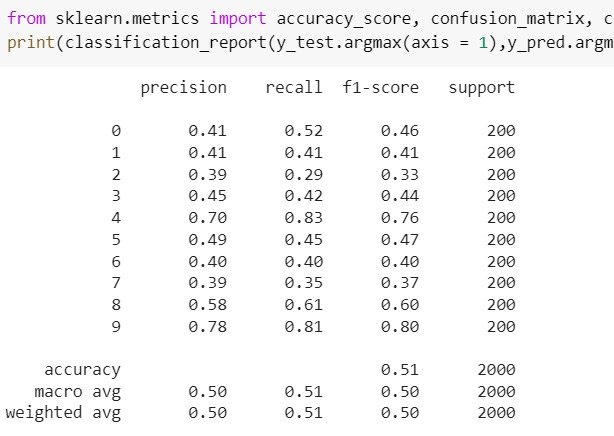 from sklearn.metrics import accuracy_score, confusion_matrix, c
print(classification_report(y_test.argmax(axis = 1),y_pred.argm
precision recall f1-score support
0 0.41 0.52 0.46 200
1 0.41 0.41 0.41 200
2 0.39 0.29 0.33 200
3 0.45 0.42 0.44 200
4 0.70 0.83 0.76 200
5 0.49 0.45 0.47 200
6 0.40 0.40 0.40 200
7 0.39 0.35 0.37 200
8 0.58 0.61 0.60 200
9 0.78 0.81 0.80 200
accuracy 0.51 2000
macro avg 0.50 0.51 0.50 2000
weighted avg 0.50 0.51 0.50 2000